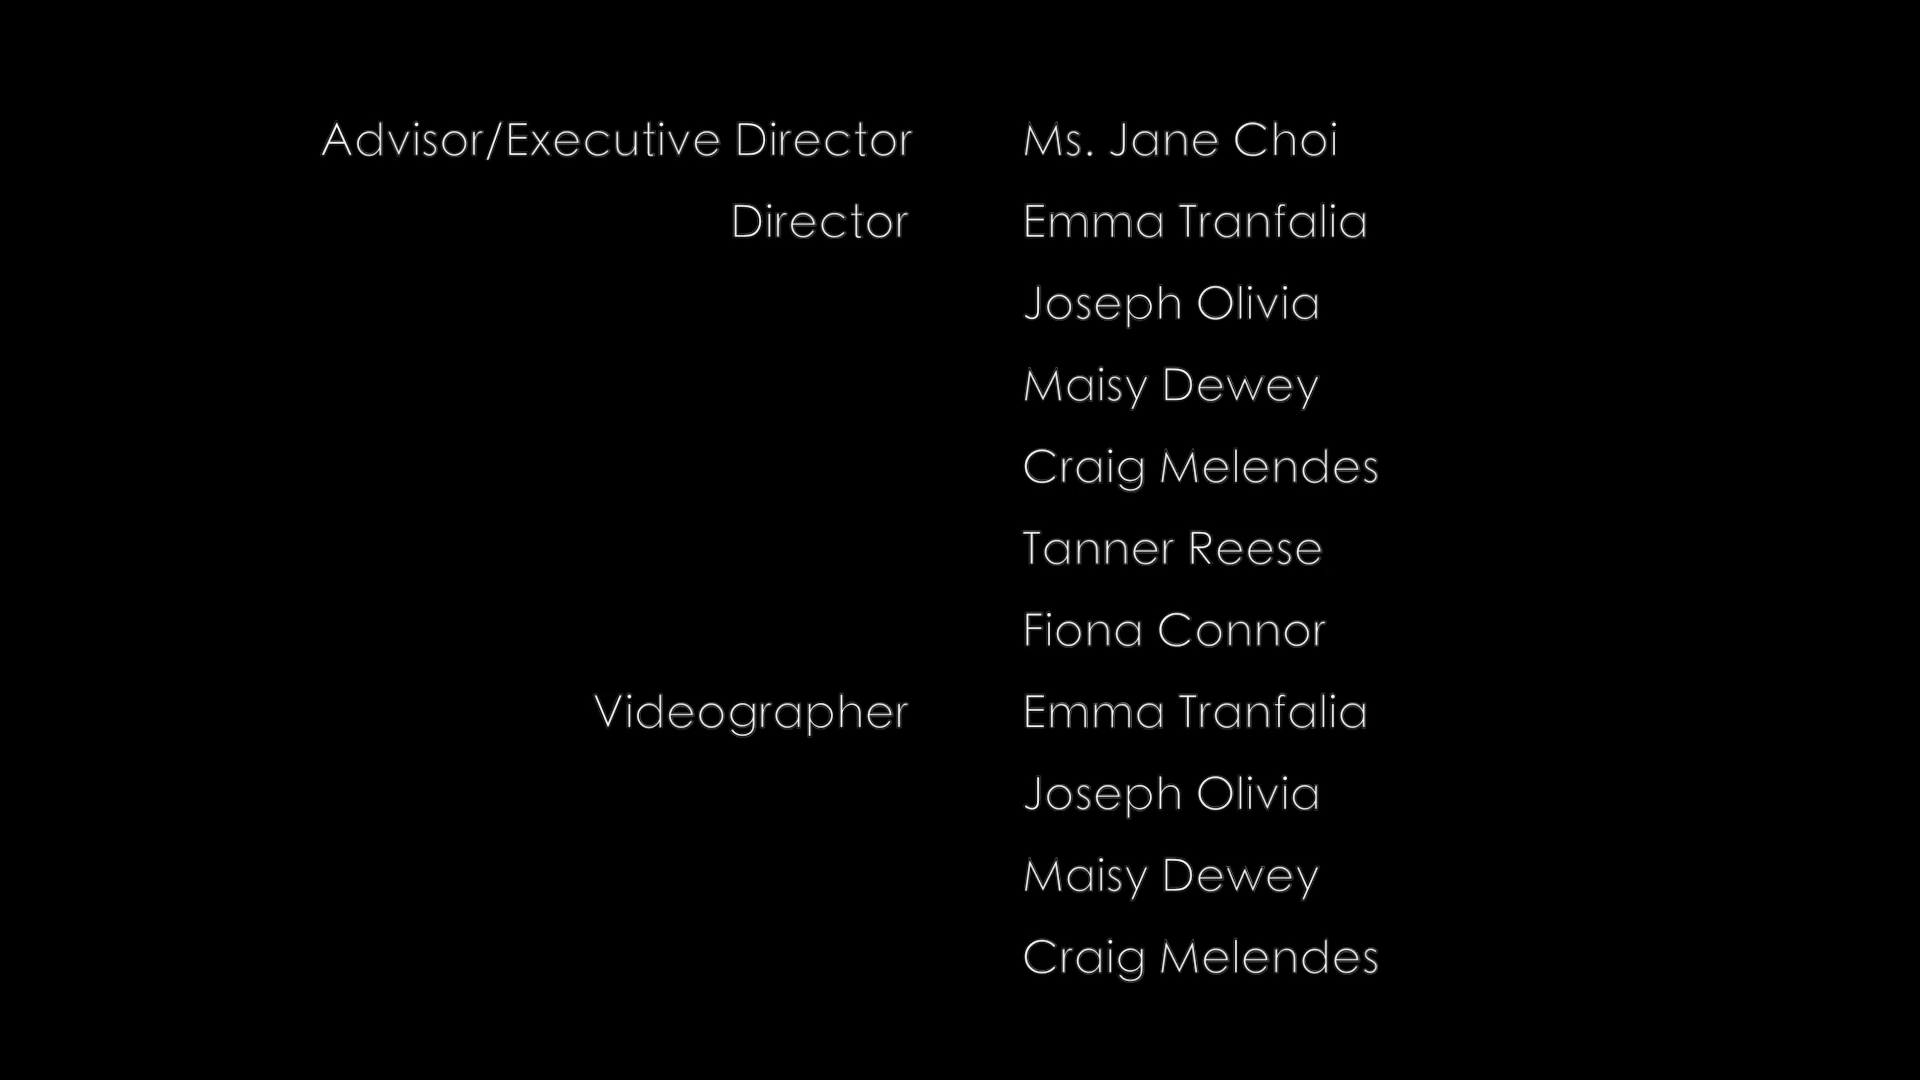 Advisor/Executive Director Ms. Jane Choi
Director Emma Tranfalia
Joseph Olivia
Maisy Dewey
Craig Melendes
Tanner Reese
Fiona Connor
Videographer Emma Tranfalia
Joseph Olivia
Maisy Dewey
Craig Melendes